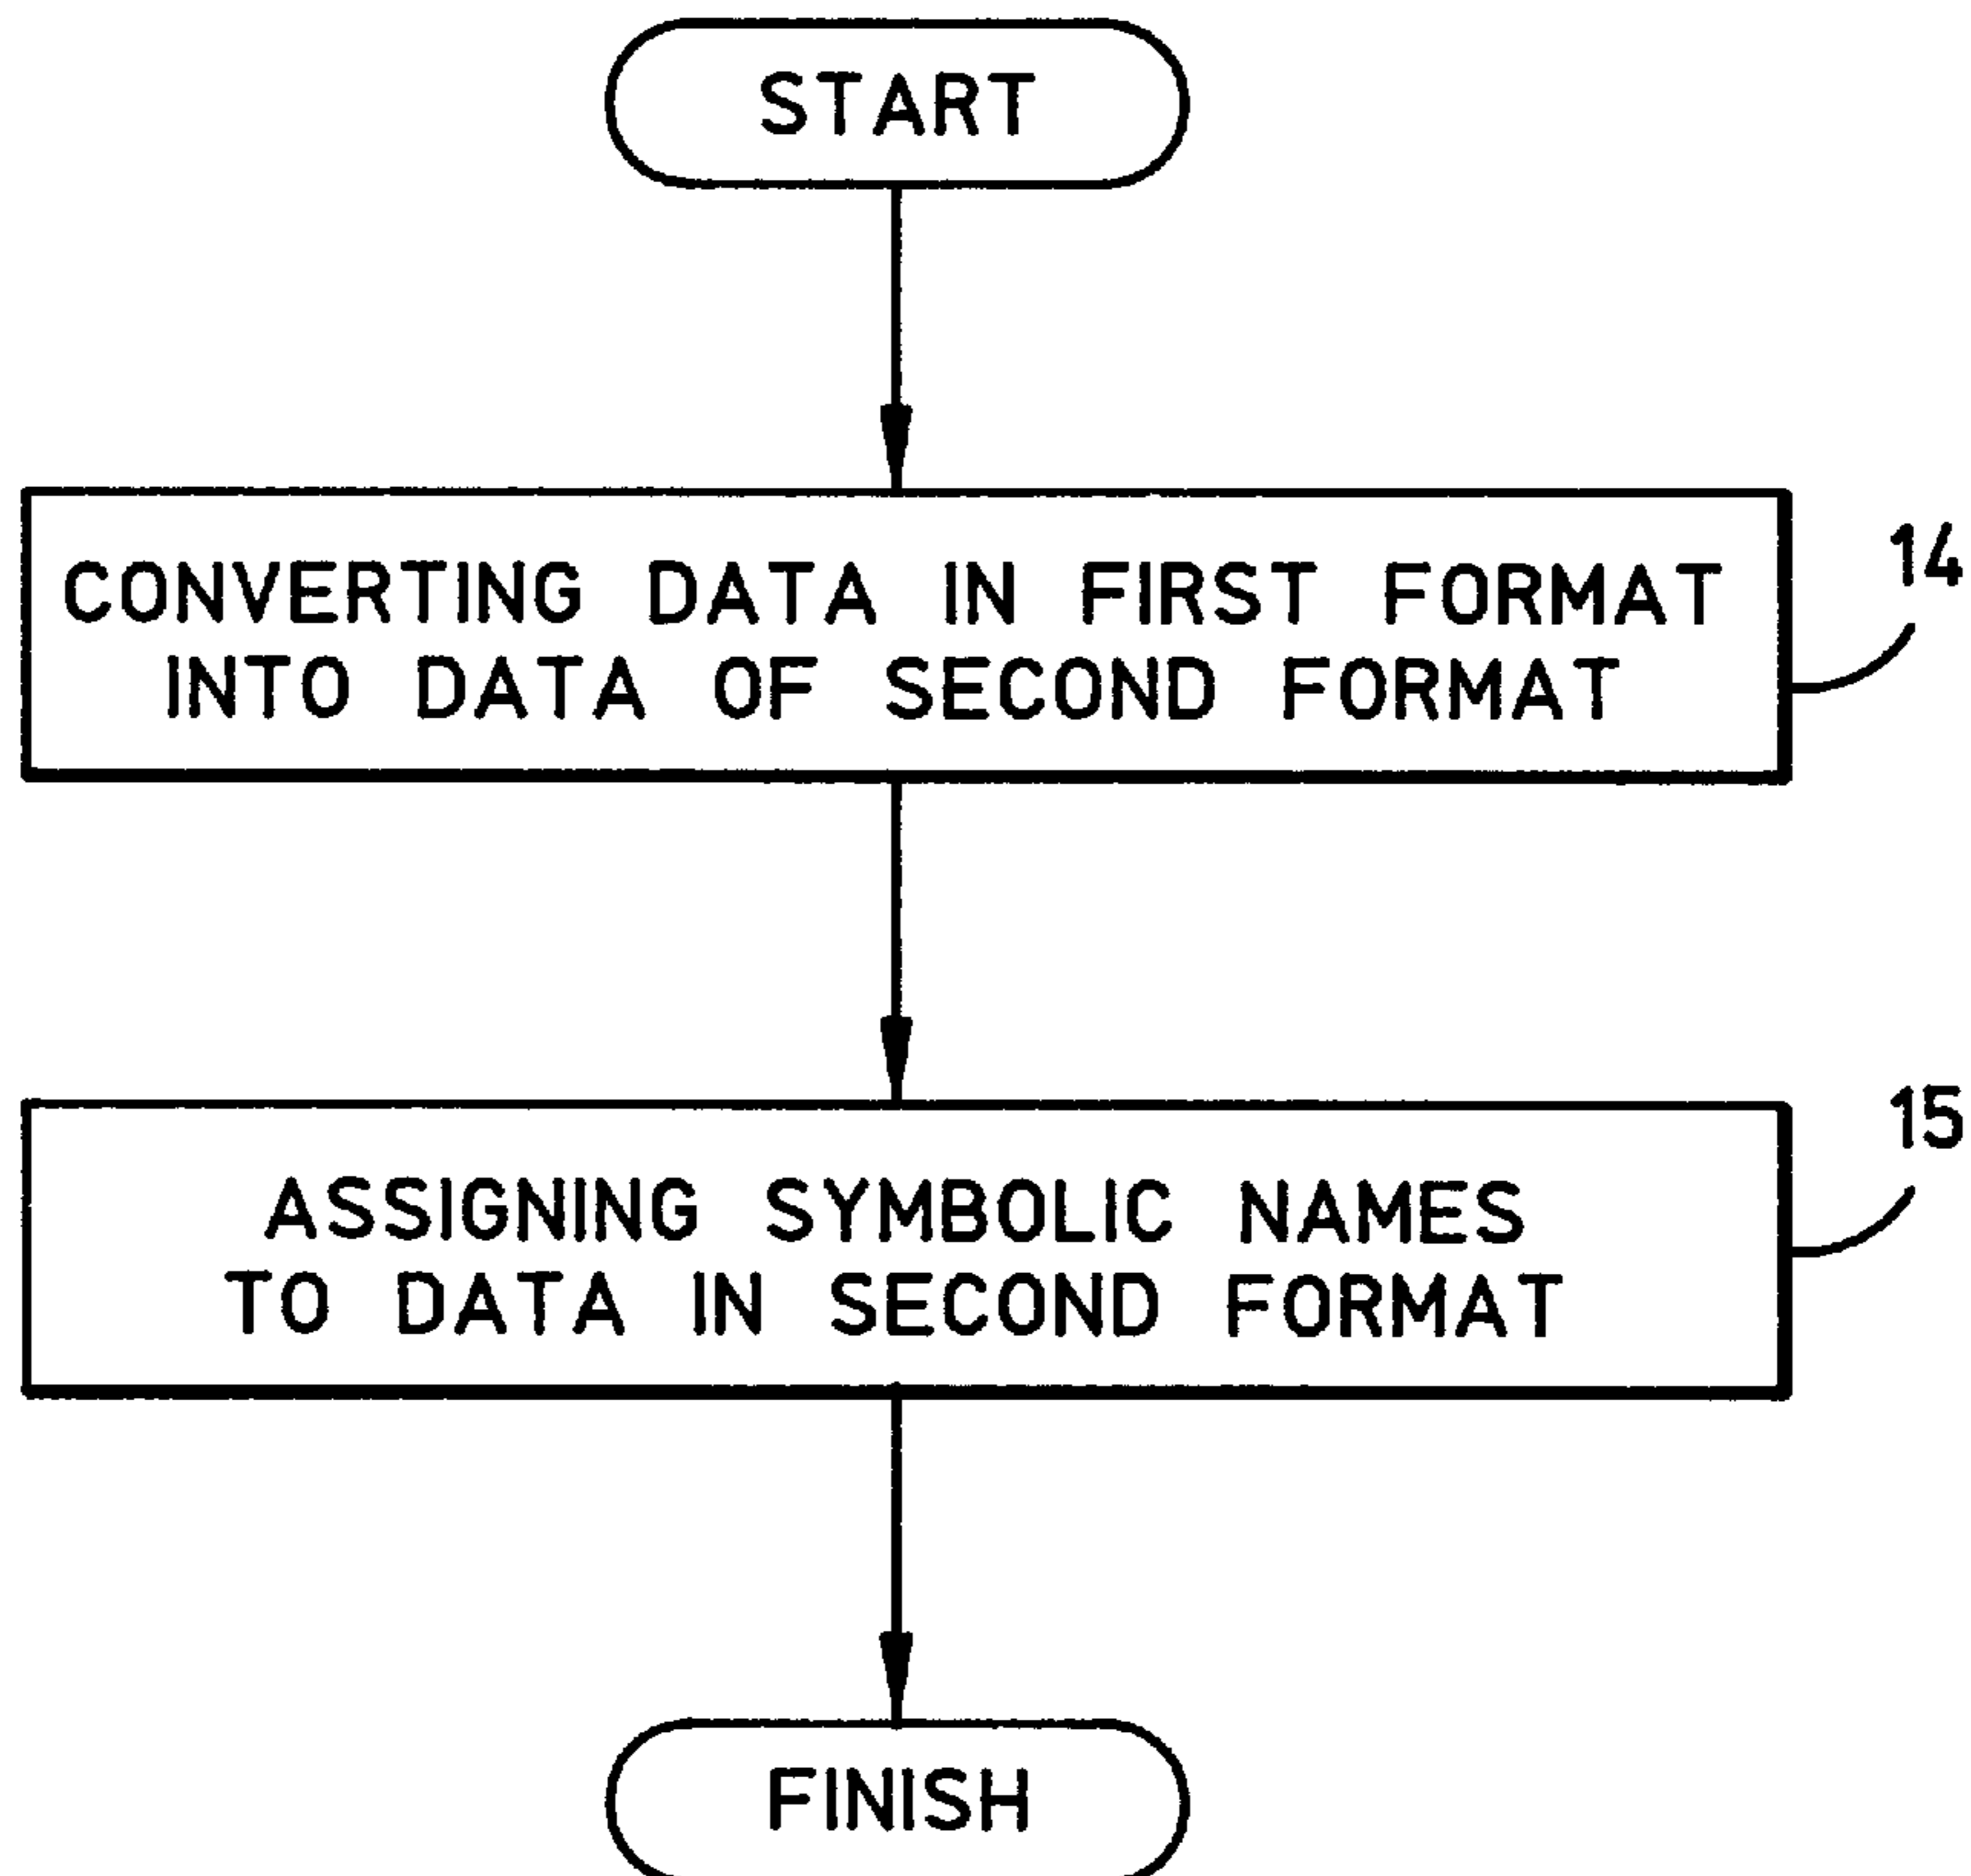 START
CONVERTING DATA IN FIRST FORMAT
INTO DATA OF SECOND FORMAT
14
ASSIGNING SYMBOLIC NAMES
TO DATA IN SECOND FORMAT
15
FINISH